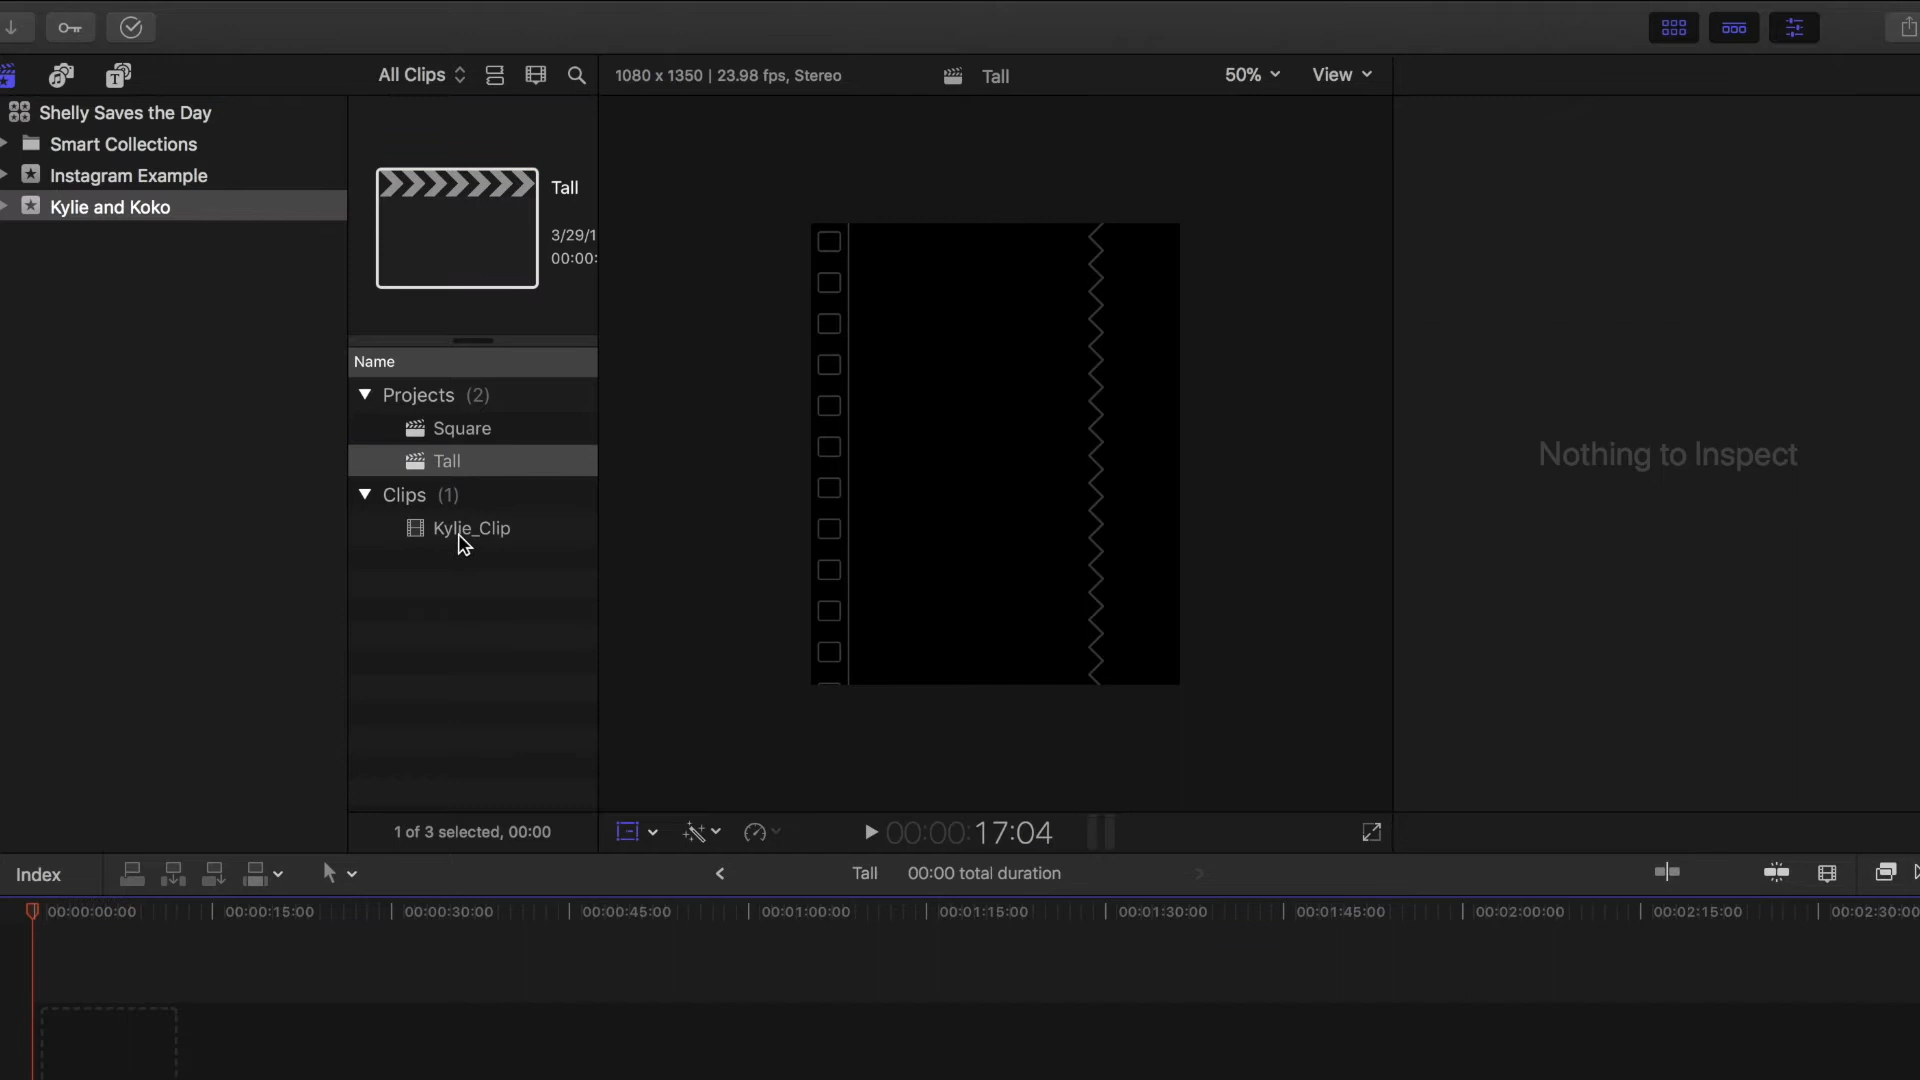 All Clips
1080 x 1350 | 23.98 fps, Stereo
Tall
50%
View
Shelly Saves the Day
Smart Collections
Instagram Example
Kylie and Koko
Tall
3/29/1
00:00:
Name
Projects (2)
Square
Tall
Clips (1)
Kylie_Clip
Nothing to Inspect
1 of 3 selected, 00:00
00:00:17:04
Index
Tall
00:00 total duration
00:00:00:00
00:00:15:00
00:00:30:00
00:00:45:00
00:01:00:00
00:01:15:00
00:01:30:00
00:01:45:00
00:02:00:00
00:02:15:00
00:02:30:00